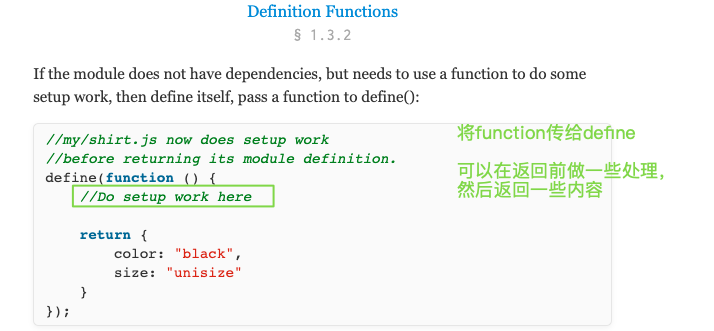 Definition Functions
§ 1.3.2
If the module does not have dependencies, but needs to use a function to do some
setup work, then define itself, pass a function to define():
//my/shirt.js now does setup work
//before returning its module definition.
define(function () {
//Do setup work here
return {
color: "black",
size: "unisize"
}
});
将function传给define
可以在返回前做一些处理，
然后返回一些内容